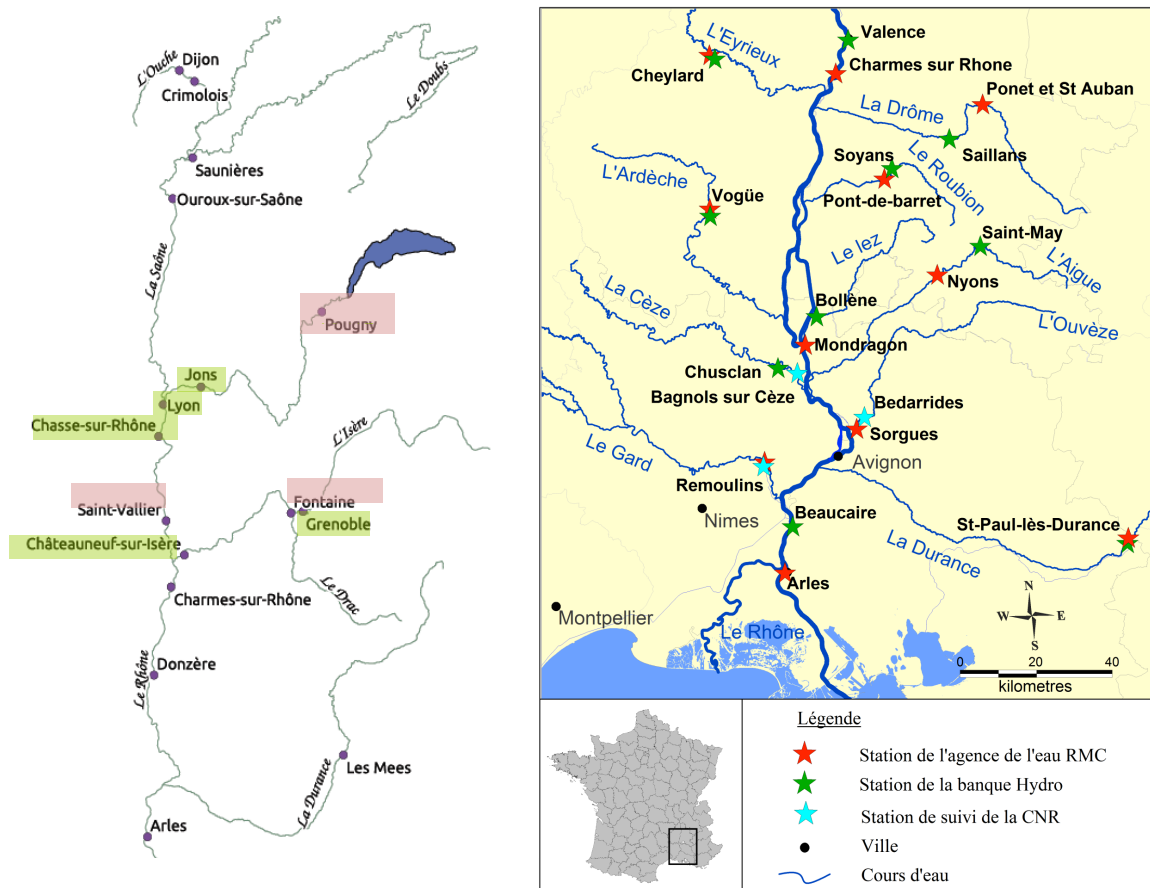 L'Ouche
Dijon
Crimolois
Le Doubs
Saunières
Ouroux-sur-Saône
La Saône
Pougny
Jons
Lyon
Chasse-sur-Rhône
L'Isère
Saint-Vallier
Fontaine
Grenoble
Châteauneuf-sur-Isère
Charmes-sur-Rhône
Le Drac
Le Rhône
Donzère
Les Mees
La Durance
Arles
L'Eyrieux
Valence
Cheylard
Charmes sur Rhone
Ponet et St Auban
La Drôme
Saillans
Soyans
Le Roubion
L'Ardèche
Vogüe
Pont-de-barret
Saint-May
Le lez
L'Aigue
Nyons
La Cèze
Bollène
L'Ouvèze
Mondragon
Chusclan
Bagnols sur Cèze
Bedarrides
Sorgues
Le Gard
Avignon
Remoulins
Nimes
Beaucaire
St-Paul-lès-Durance
La Durance
Arles
Montpellier
Le Rhône
N
W E
S
0 20 40
kilometres
Légende
Station de l'agence de l'eau RMC
Station de la banque Hydro
Station de suivi de la CNR
Ville
Cours d'eau